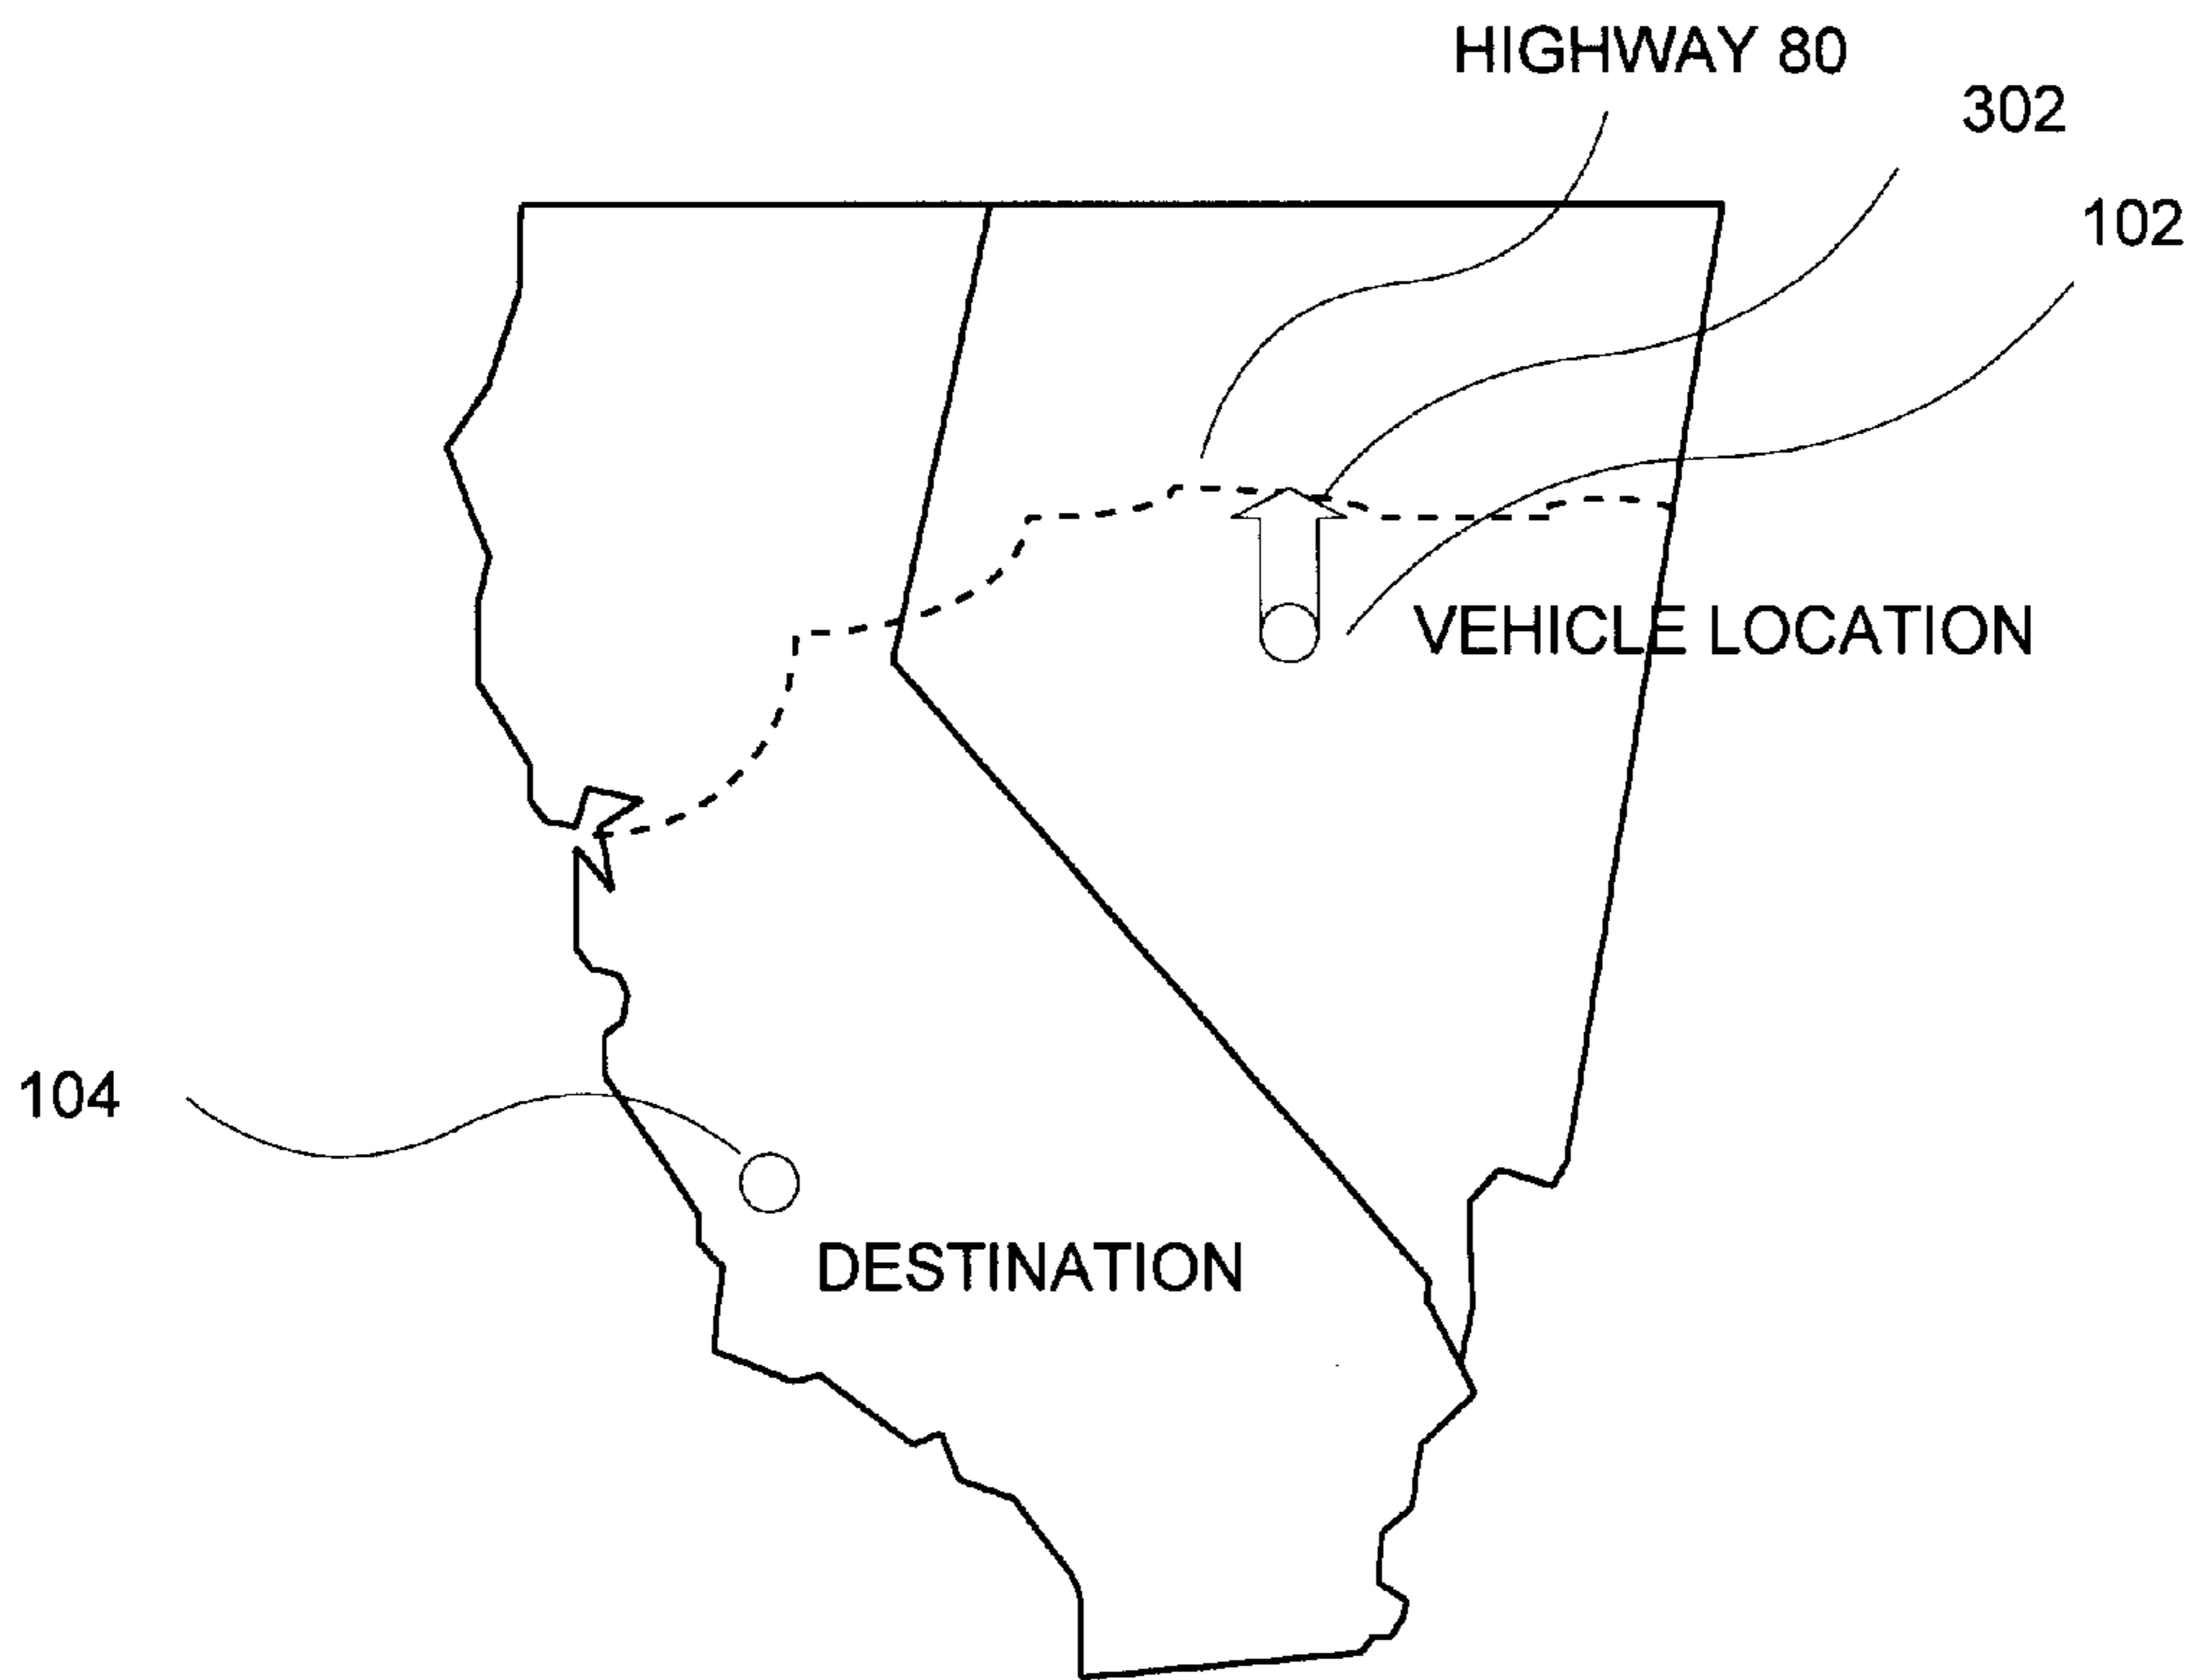 HIGHWAY 80
302
102
VEHICLE LOCATION
104
DESTINATION